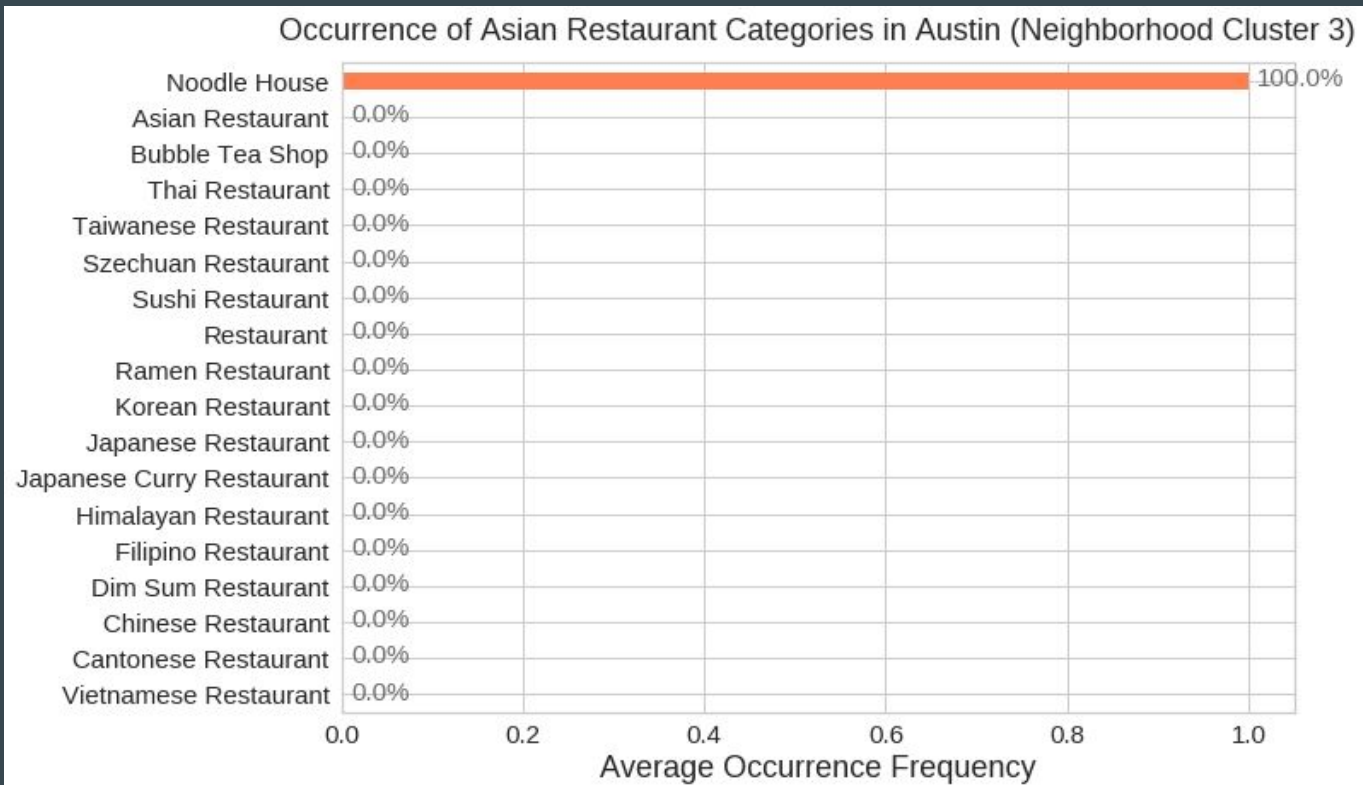 Occurrence of Asian Restaurant Categories in Austin (Neighborhood Cluster 3)
Noodle House 100.0%
Asian Restaurant 0.0%
Bubble Tea Shop 0.0%
Thai Restaurant 0.0%
Taiwanese Restaurant 0.0%
Szechuan Restaurant 0.0%
Sushi Restaurant 0.0%
Restaurant 0.0%
Ramen Restaurant 0.0%
Korean Restaurant 0.0%
Japanese Restaurant 0.0%
Japanese Curry Restaurant 0.0%
Himalayan Restaurant 0.0%
Filipino Restaurant 0.0%
Dim Sum Restaurant 0.0%
Chinese Restaurant 0.0%
Cantonese Restaurant 0.0%
Vietnamese Restaurant 0.0%
0.0 0.2 0.4 0.6 0.8 1.0
Average Occurrence Frequency